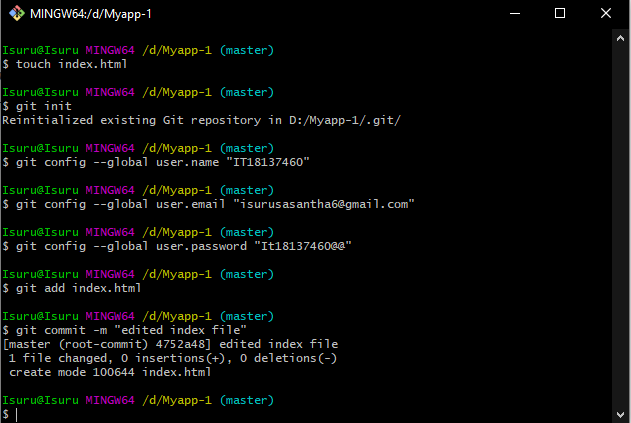 MINGW64:/d/Myapp-1
Isuru@Isuru MINGW64 /d/Myapp-1 (master)
$ touch index.html
Isuru@Isuru MINGW64 /d/Myapp-1 (master)
$ git init
Reinitialized existing Git repository in D:/Myapp-1/.git/
Isuru@Isuru MINGW64 /d/Myapp-1 (master)
$ git config --global user.name "IT18137460"
Isuru@Isuru MINGW64 /d/Myapp-1 (master)
$ git config --global user.email "isurusasantha6@gmail.com"
Isuru@Isuru MINGW64 /d/Myapp-1 (master)
$ git config --global user.password "It18137460@@"
Isuru@Isuru MINGW64 /d/Myapp-1 (master)
$ git add index.html
Isuru@Isuru MINGW64 /d/Myapp-1 (master)
$ git commit -m "edited index file"
[master (root-commit) 4752a48] edited index file
 1 file changed, 0 insertions(+), 0 deletions(-)
 create mode 100644 index.html
Isuru@Isuru MINGW64 /d/Myapp-1 (master)
$